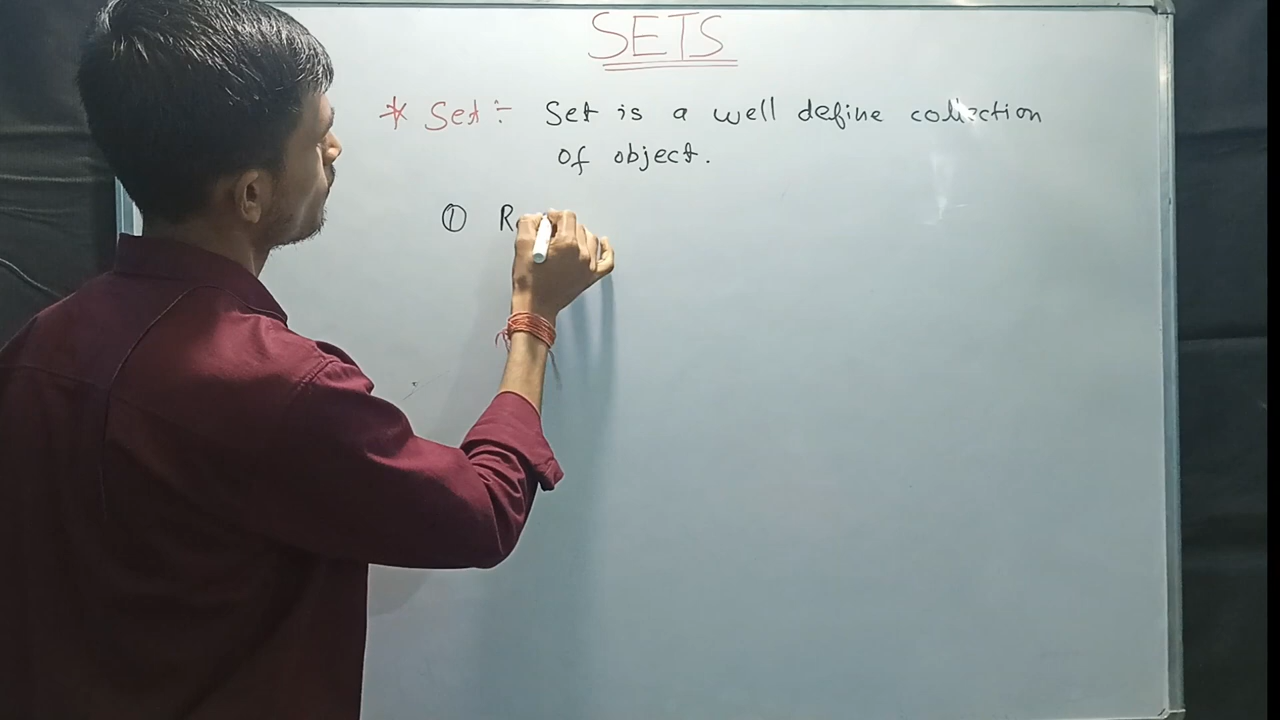 SETS
* Set :- Set is a well define collection
of object.
① R